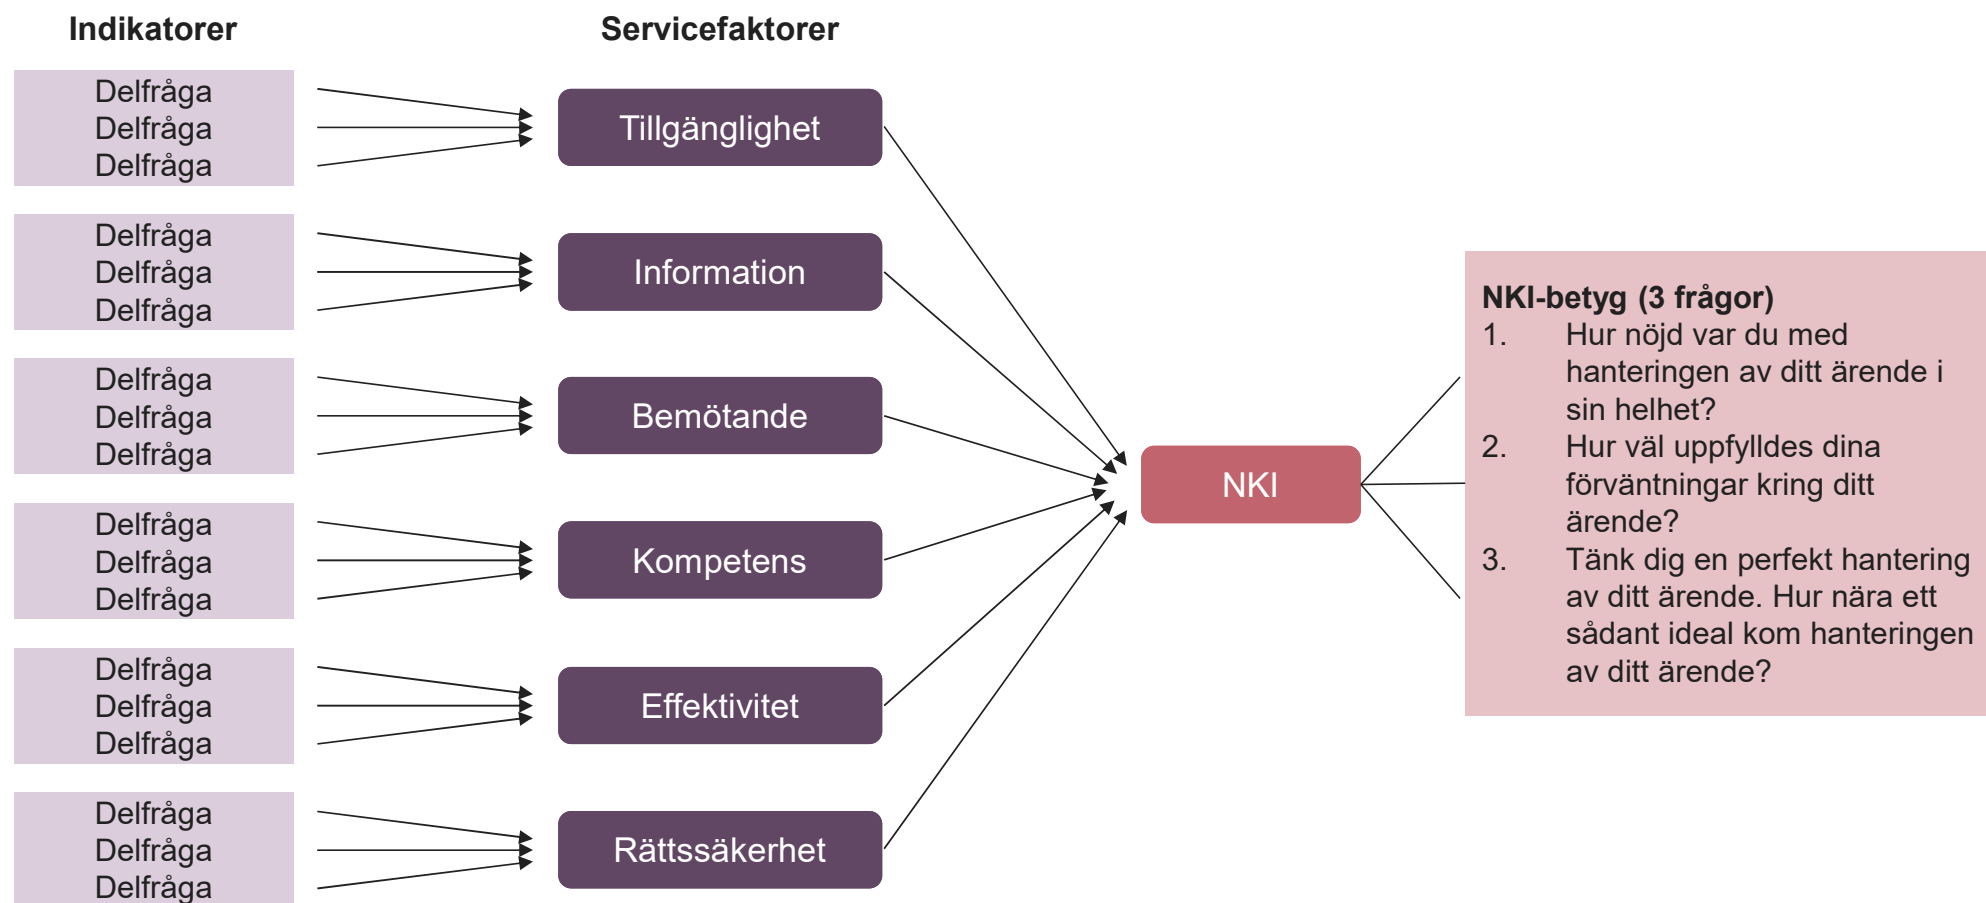 Indikatorer
Servicefaktorer
Delfråga
Delfråga
Delfråga
Tillgänglighet
Delfråga
Delfråga
Delfråga
Information
Delfråga
Delfråga
Delfråga
Bemötande
Delfråga
Delfråga
Delfråga
Kompetens
Delfråga
Delfråga
Delfråga
Effektivitet
Delfråga
Delfråga
Delfråga
Rättssäkerhet
NKI
NKI-betyg (3 frågor)
1. Hur nöjd var du med
hanteringen av ditt ärende i
sin helhet?
2. Hur väl uppfylldes dina
förväntningar kring ditt
ärende?
3. Tänk dig en perfekt hantering
av ditt ärende. Hur nära ett
sådant ideal kom hanteringen
av ditt ärende?